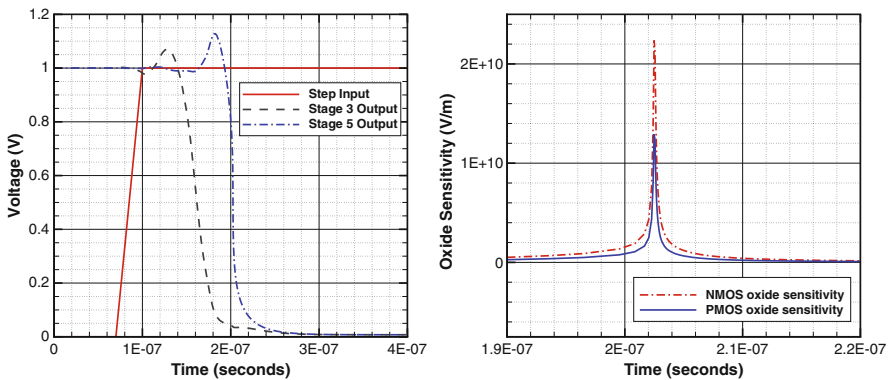 1.2
1
0.8
0.6
0.4
0.2
0
Voltage (V)
Step Input
Stage 3 Output
Stage 5 Output
0
1E-07
2E-07
3E-07
4E-07
Time (seconds)
2E+10
1E+10
0
Oxide Sensitivity (V/m)
NMOS oxide sensitivity
PMOS oxide sensitivity
1.9E-07
2E-07
2.1E-07
2.2E-07
Time (seconds)